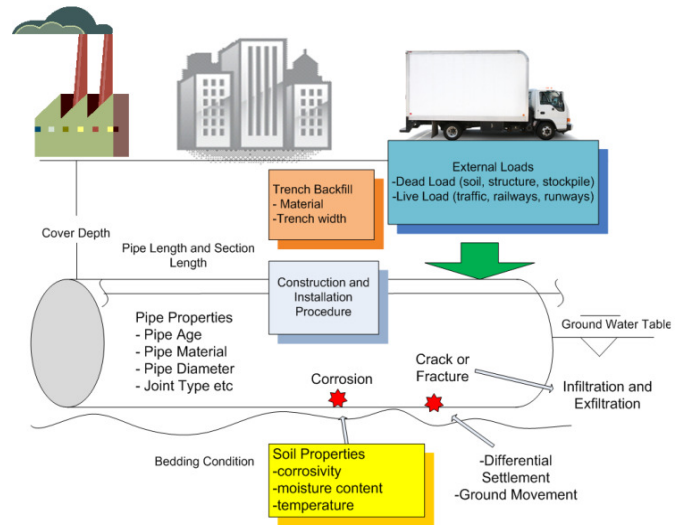 External Loads
-Dead Load (soil, structure, stockpile)
-Live Load (traffic, railways, runways)
Trench Backfill
- Material
-Trench width
Cover Depth
Pipe Length and Section
Length
Construction and
Installation
Procedure
Pipe Properties
- Pipe Age
- Pipe Material
- Pipe Diameter
- Joint Type etc
Ground Water Table
Crack or
Fracture
Corrosion
Infiltration and
Exfiltration
Bedding Condition
Soil Properties
-corrosivity
-moisture content
-temperature
-Differential
Settlement
-Ground Movement